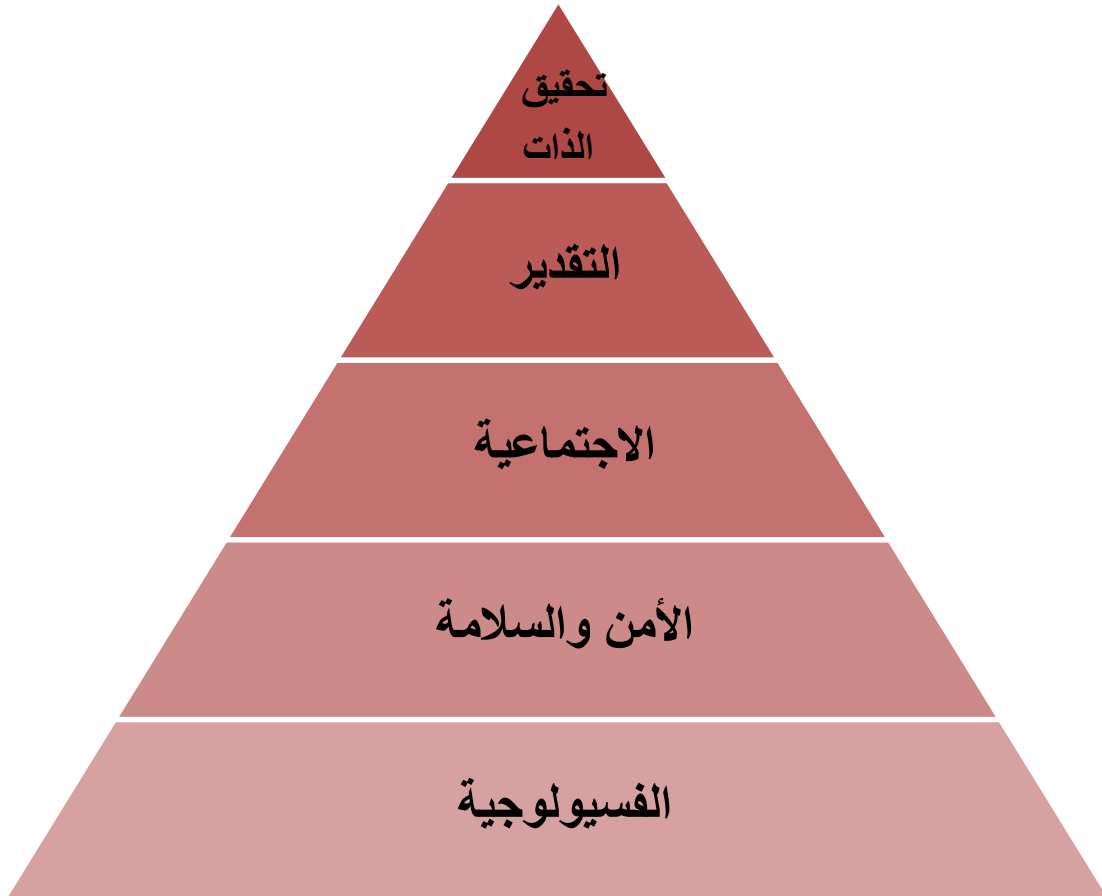 تحقيق
الذات
التقدير
الاجتماعية
الأمن والسلامة
الفسيولوجية